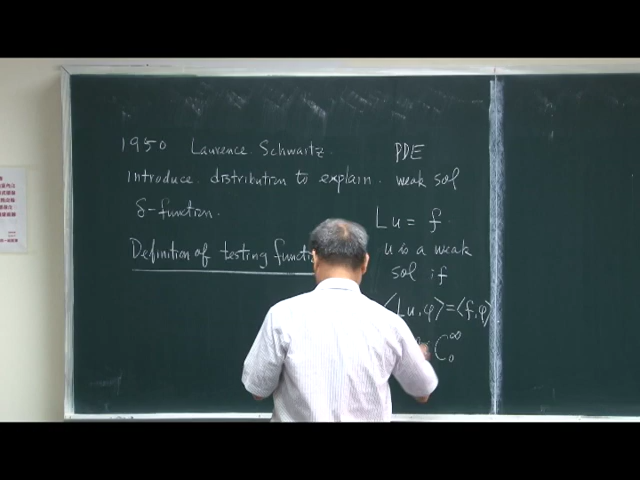 1950 Laurence Schwartz.
introduce distribution to explain.
δ-function.
Definition of testing functi
PDE
weak sol
Lu = f.
u is a weak
sol if
⟨Lu, φ⟩ = ⟨f, φ⟩
C₀^∞